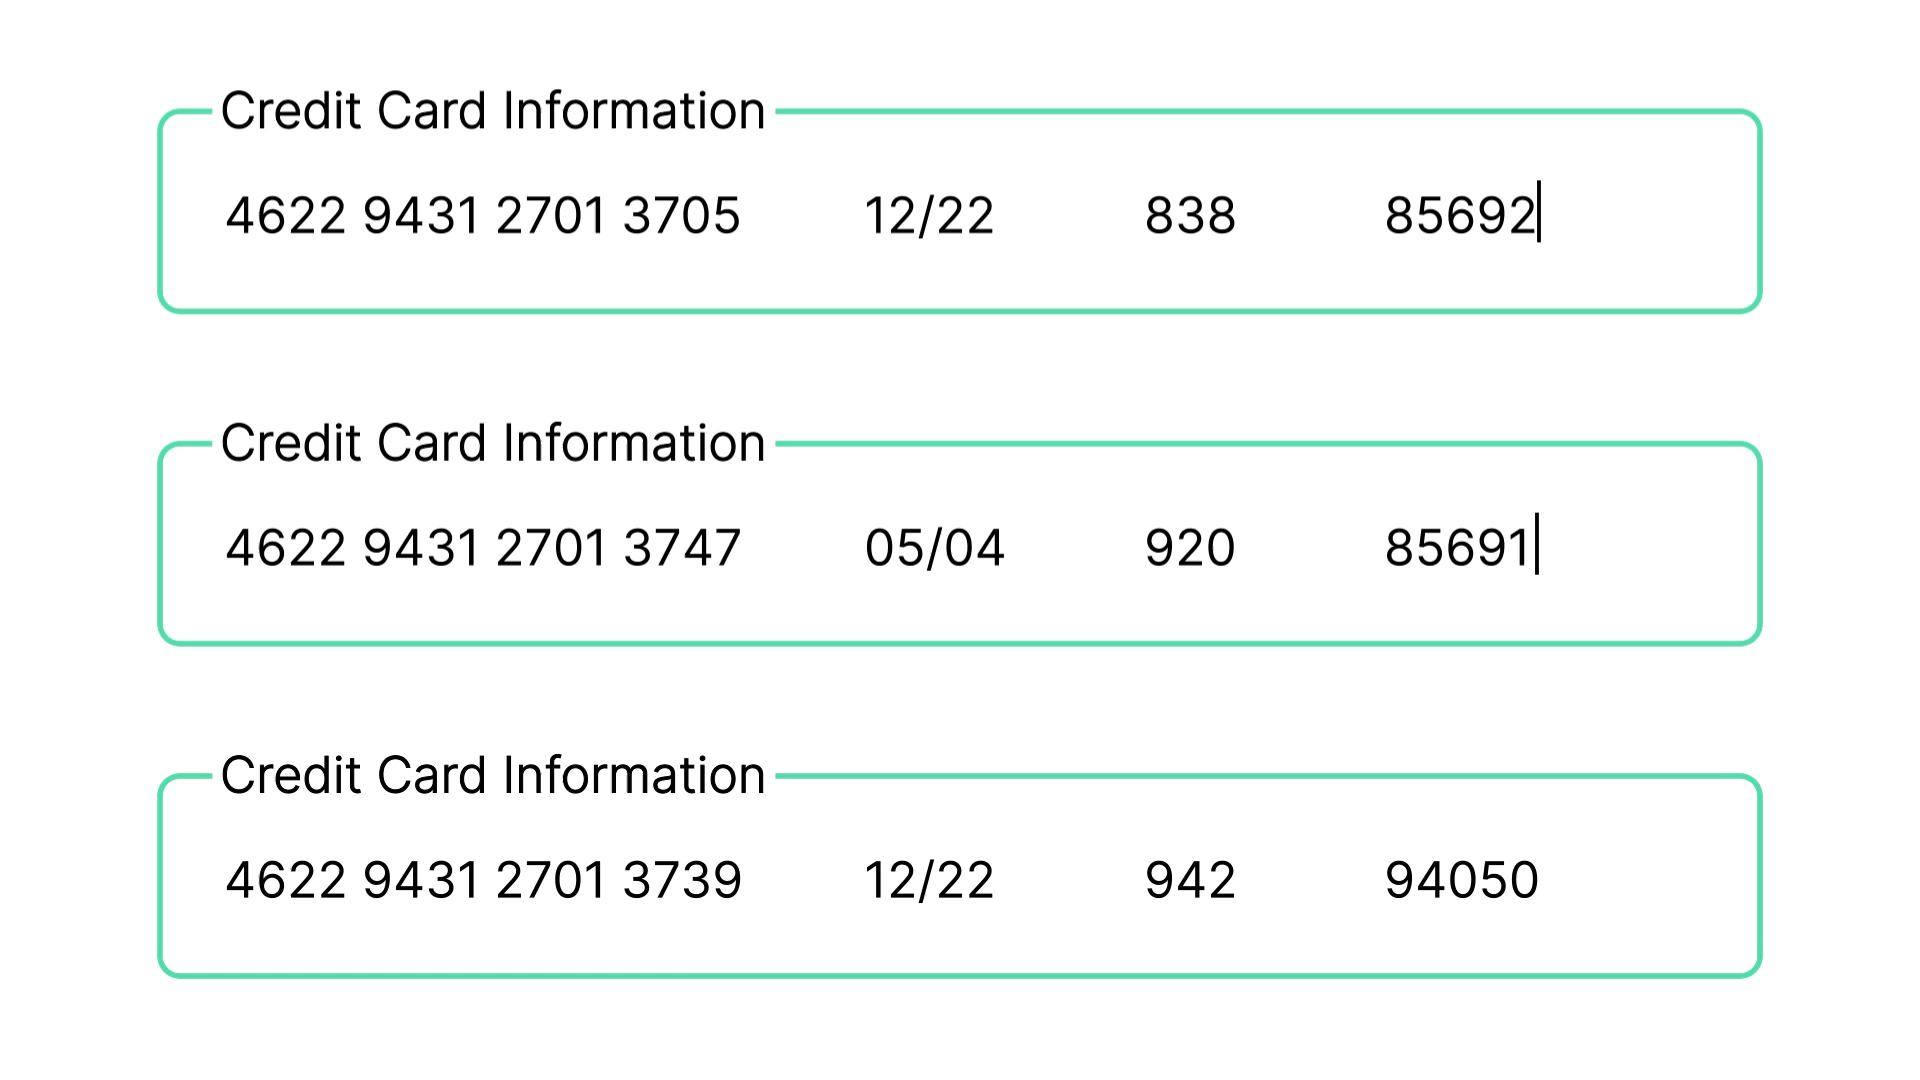 Credit Card Information
4622 9431 2701 3705 12/22 838 85692
Credit Card Information
4622 9431 2701 3747 05/04 920 85691
Credit Card Information
4622 9431 2701 3739 12/22 942 94050